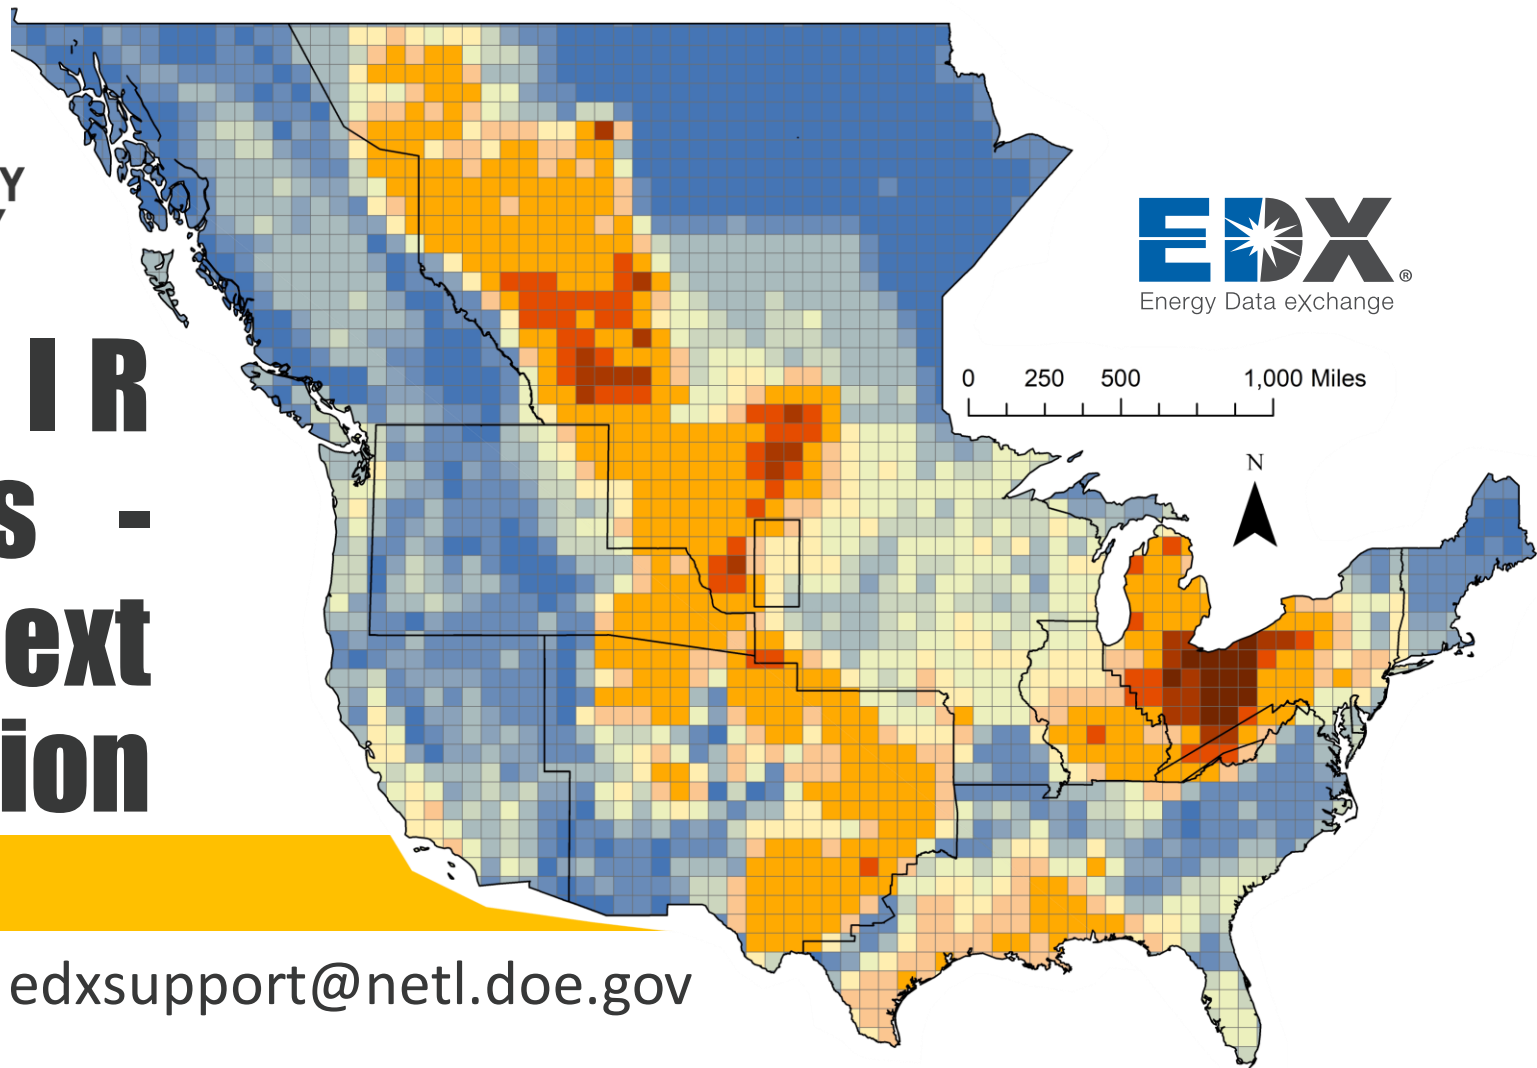 Y
Y
I R
S -
ext
ion
EDX®
Energy Data eXchange
0 250 500 1,000 Miles
N
edxsupport@netl.doe.gov